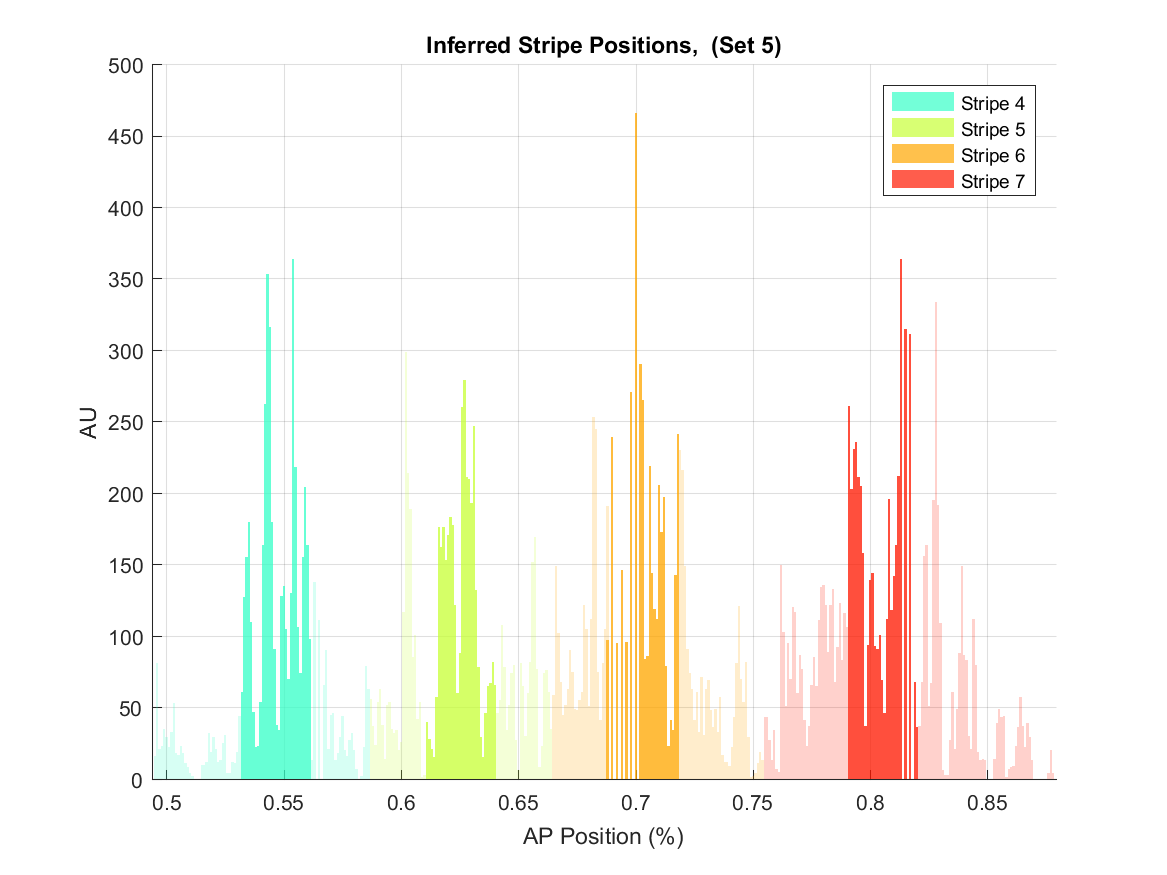 Inferred Stripe Positions,  (Set 5)
500
450
400
350
300
250
200
150
100
50
0
AU
Stripe 4
Stripe 5
Stripe 6
Stripe 7
0.5 0.55 0.6 0.65 0.7 0.75 0.8 0.85
AP Position (%)